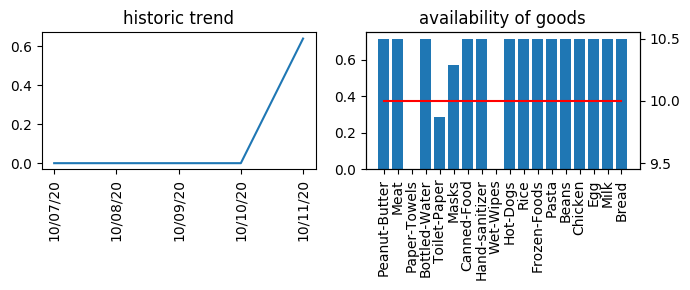 historic trend
0.6
0.4
0.2
0.0
10/07/20
10/08/20
10/09/20
10/10/20
10/11/20
availability of goods
0.6
0.4
0.2
0.0
10.5
10.0
9.5
Peanut-Butter
Meat
Paper-Towels
Bottled-Water
Toilet-Paper
Masks
Canned-Food
Hand-sanitizer
Wet-Wipes
Hot-Dogs
Rice
Frozen-Foods
Pasta
Beans
Chicken
Egg
Milk
Bread